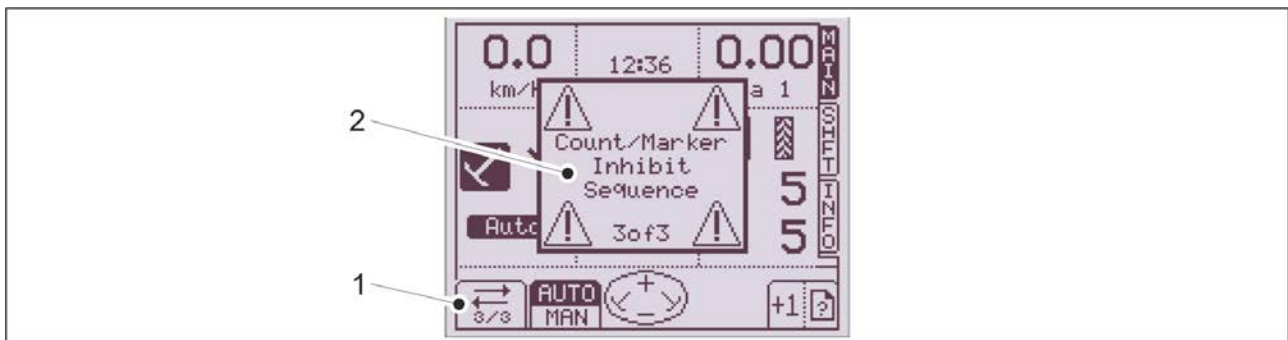 0.0
12:36
0.00
km/h
a 1
MAIN
SHFT
INFO
2
Count/Marker
Inhibit
Sequence
3of3
Auto
5
5
1
3/3
AUTO
MAN
+
-
+1
?